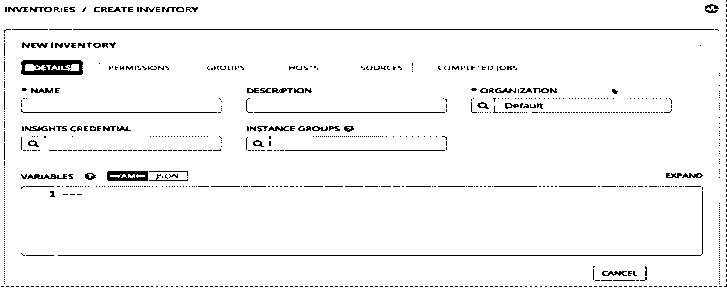 INVENTORIES / CREATE INVENTORY
NEW INVENTORY
DETAILS PERMISSIONS GROUPS HOSTS SOURCES COMPLETED JOBS
* NAME DESCRIPTION * ORGANIZATION
Default
INSIGHTS CREDENTIAL INSTANCE GROUPS
VARIABLES YAML JSON EXPAND
1 ---
CANCEL